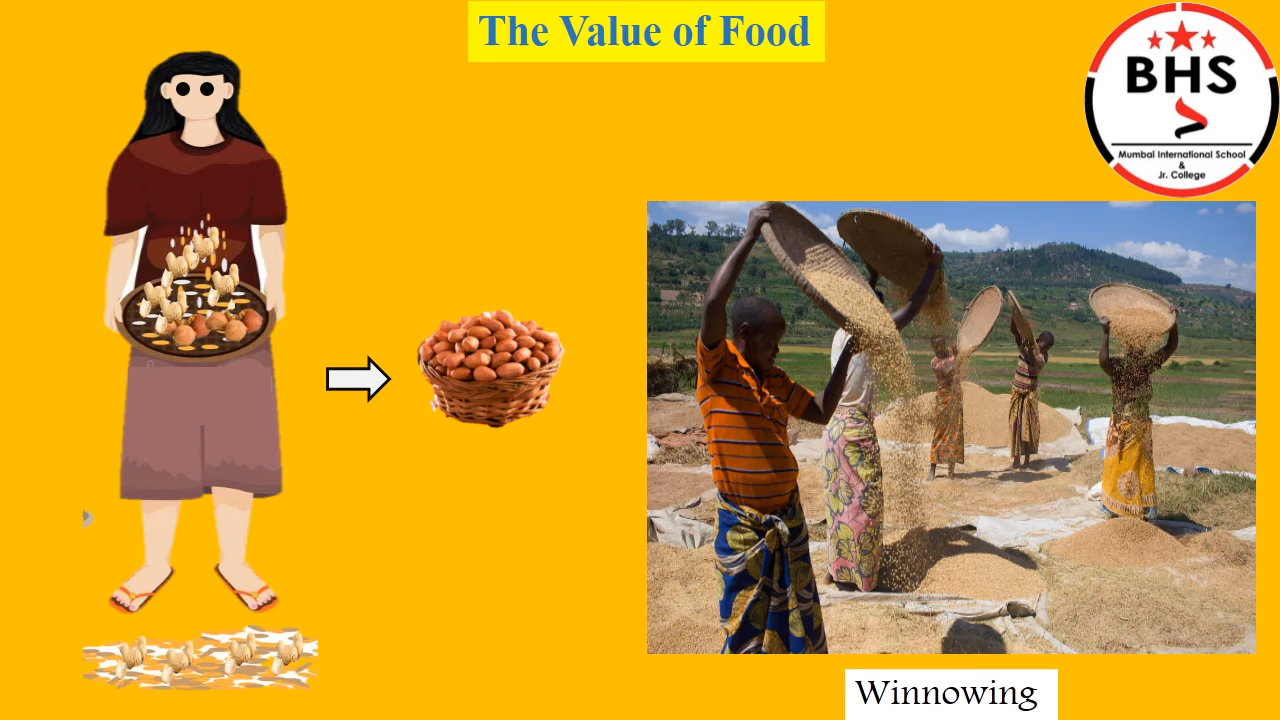 The Value of Food
BHS
Mumbai International School
&
Jr. College
Winnowing